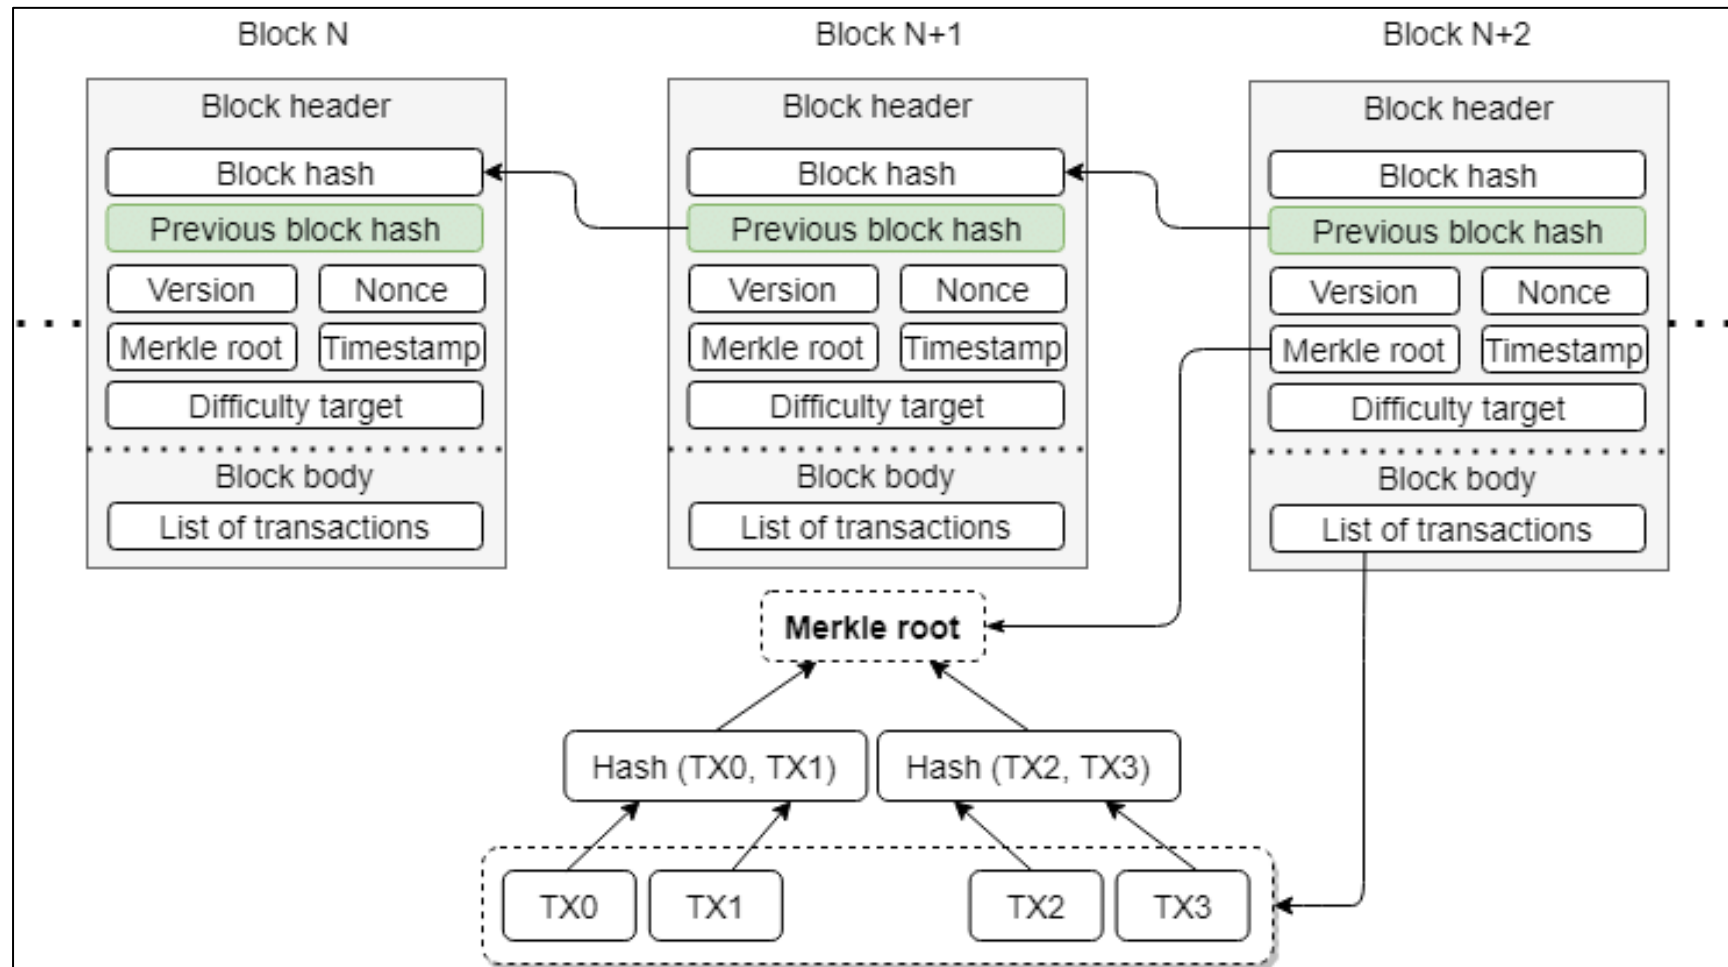 Block N
Block N+1
Block N+2
Block header
Block header
Block header
Block hash
Block hash
Block hash
Previous block hash
Previous block hash
Previous block hash
Version
Nonce
Version
Nonce
Version
Nonce
Merkle root
Timestamp
Merkle root
Timestamp
Merkle root
Timestamp
Difficulty target
Difficulty target
Difficulty target
Block body
Block body
Block body
List of transactions
List of transactions
List of transactions
Merkle root
Hash (TX0, TX1)
Hash (TX2, TX3)
TX0
TX1
TX2
TX3